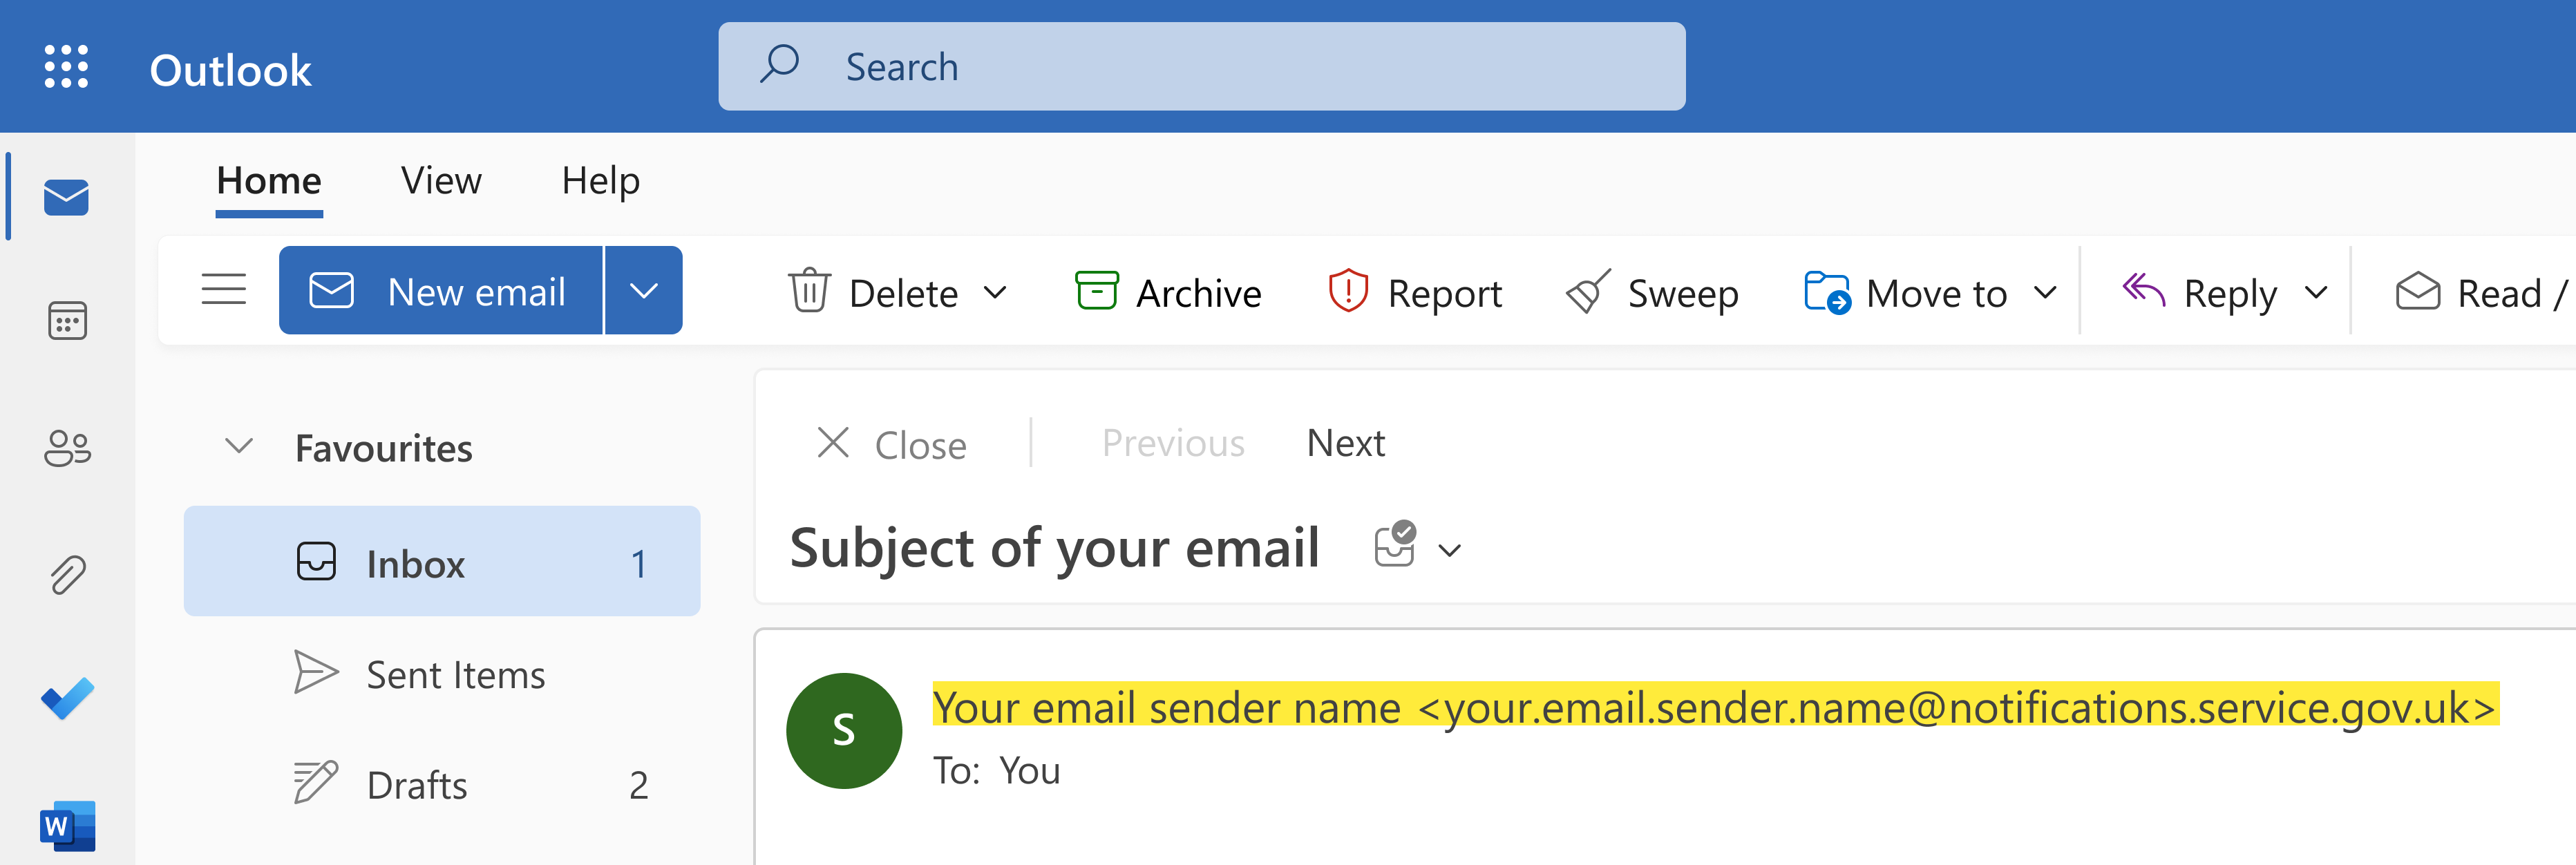 Outlook
Search
Home View Help
New email Delete Archive Report Sweep Move to Reply Read /
Favourites
Close Previous Next
Inbox 1
Subject of your email
Sent Items
S
Your email sender name <your.email.sender.name@notifications.service.gov.uk>
To: You
Drafts 2
W